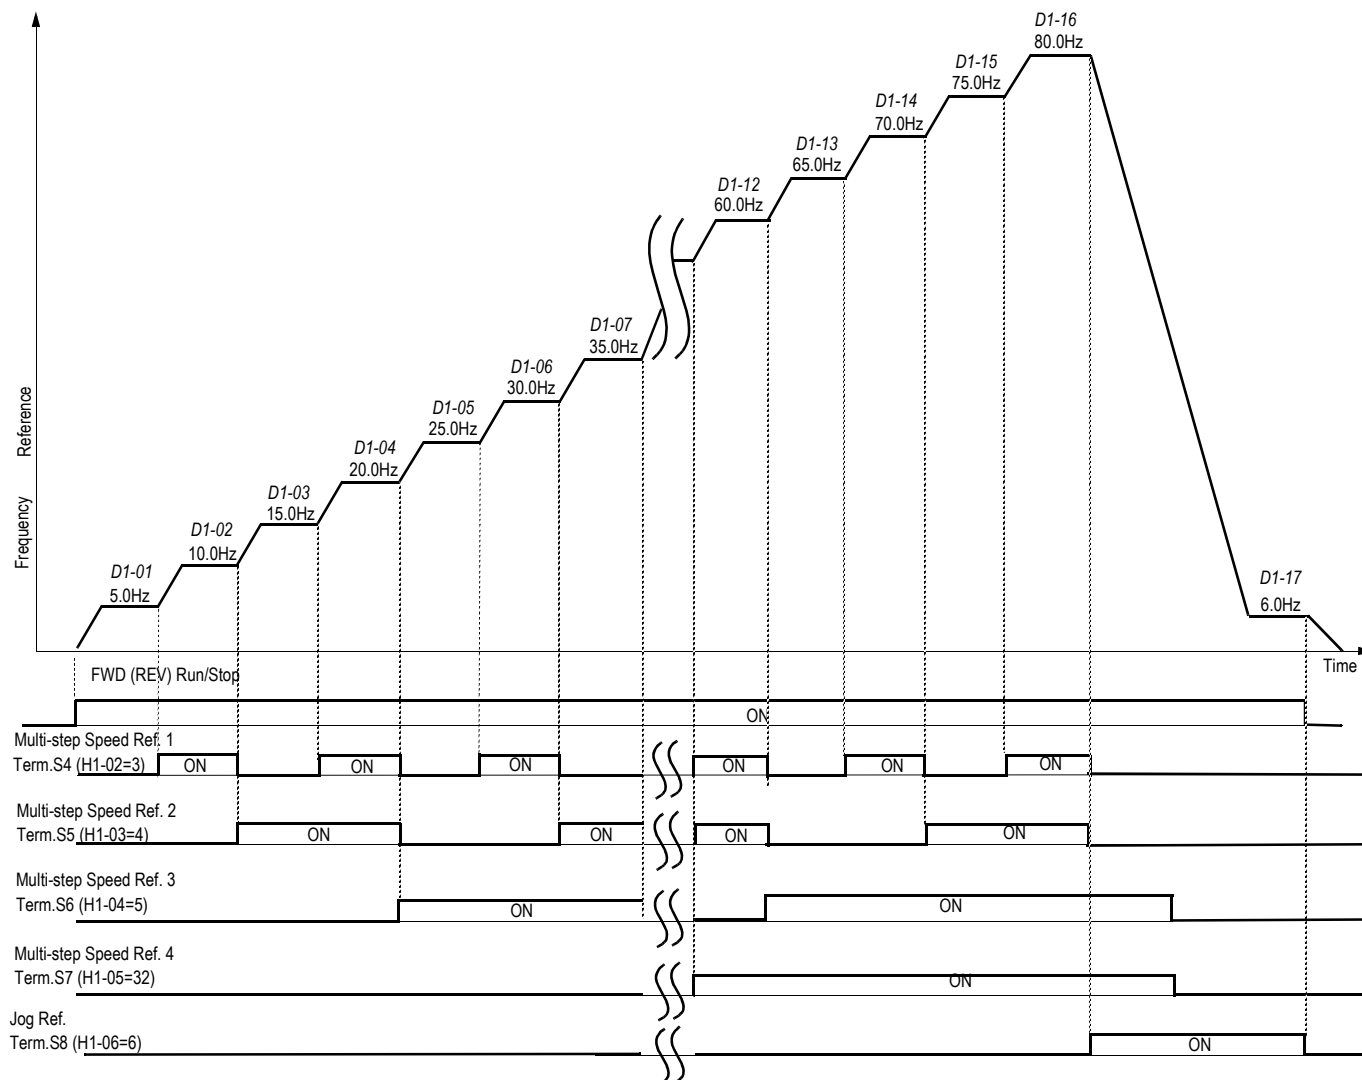 D1-16
80.0Hz
D1-15
75.0Hz
D1-14
70.0Hz
D1-13
65.0Hz
D1-12
60.0Hz
D1-07
35.0Hz
D1-06
30.0Hz
D1-05
25.0Hz
D1-04
20.0Hz
D1-03
15.0Hz
D1-02
10.0Hz
D1-01
5.0Hz
D1-17
6.0Hz
Frequency Reference
Time
FWD (REV) Run/Stop
ON
Multi-step Speed Ref. 1
Term.S4 (H1-02=3)
ON
ON
ON
ON
ON
ON
Multi-step Speed Ref. 2
Term.S5 (H1-03=4)
ON
ON
ON
ON
Multi-step Speed Ref. 3
Term.S6 (H1-04=5)
ON
ON
Multi-step Speed Ref. 4
Term.S7 (H1-05=32)
ON
Jog Ref.
Term.S8 (H1-06=6)
ON